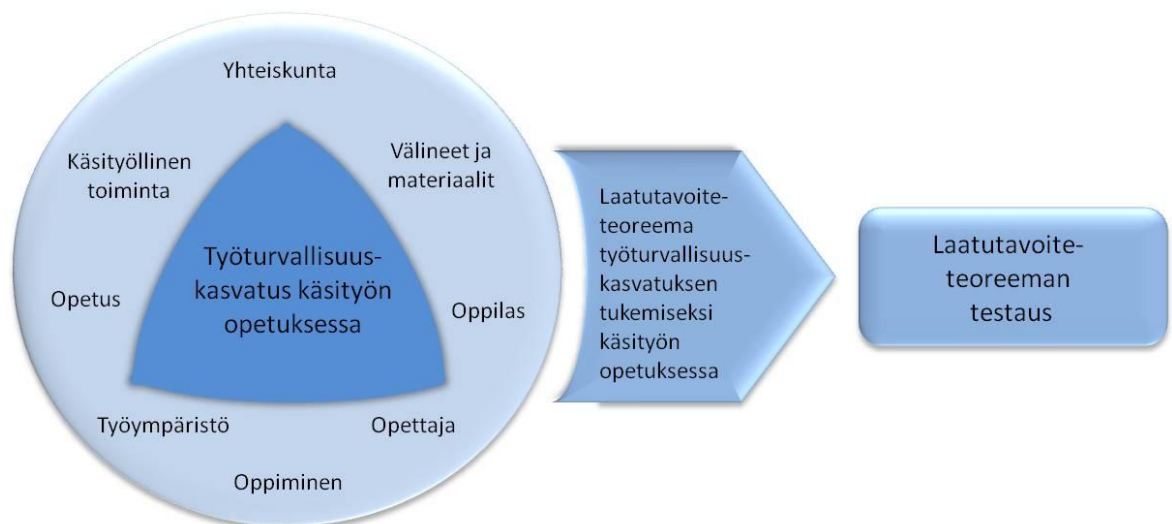 Yhteiskunta
Käsityöllinen
toiminta
Välineet ja
materiaalit
Työturvallisuus-
kasvatus käsityön
opetuksessa
Opetus
Oppilas
Työympäristö
Opettaja
Oppiminen
Laatutavoite-
teoreema
työturvallisuus-
kasvatuksen
tukemiseksi
käsityön
opetuksessa
Laatutavoite-
teoreeman
testaus